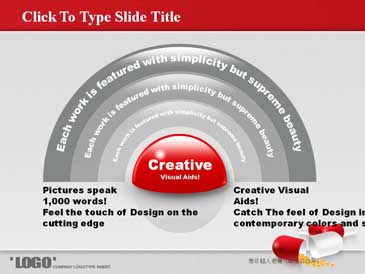 Click To Type Slide Title
Each work is featured with simplicity but supreme beauty
Each work is featured with simplicity but supreme beauty
Each work is featured with simplicity but supreme beauty
Creative
Visual Aids!
Pictures speak
1,000 words!
Feel the touch of Design on the
cutting edge
Creative Visual
Aids!
Catch The feel of Design in
contemporary colors and s
"LOGO" COMPANY LOGOTYPE INSERT